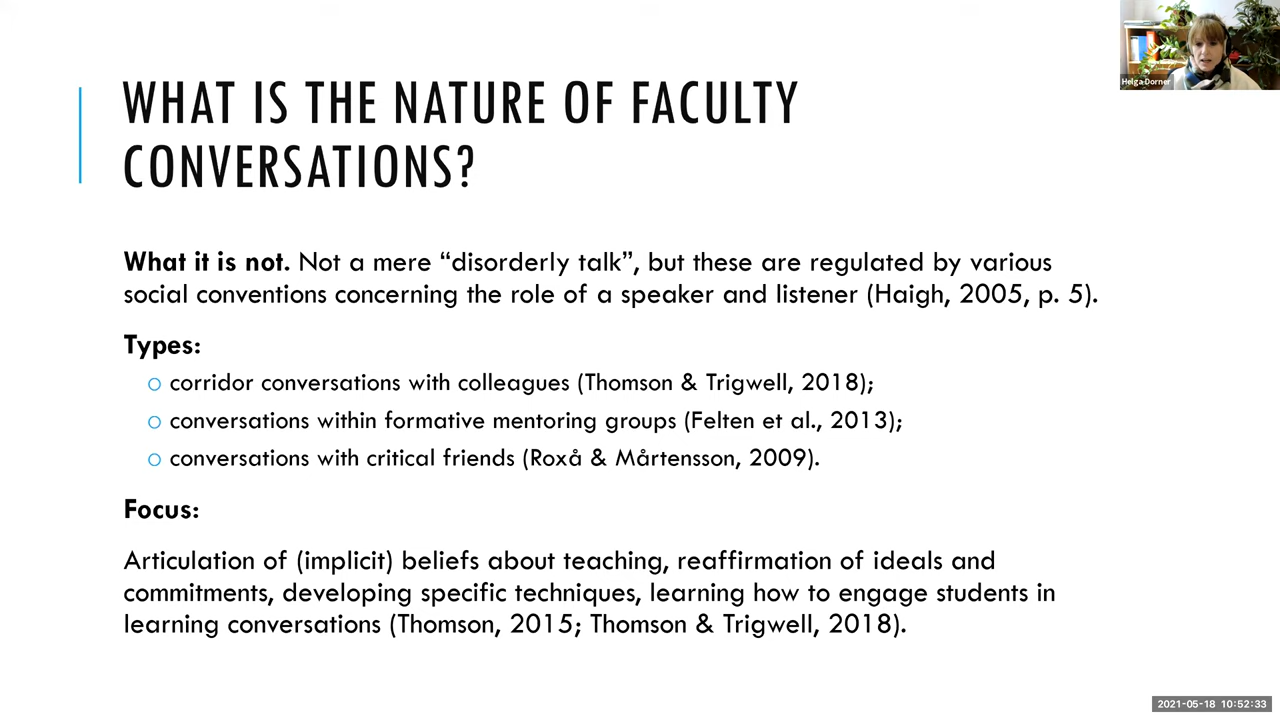 WHAT IS THE NATURE OF FACULTY
CONVERSATIONS?
Helga Dorner
What it is not. Not a mere “disorderly talk”, but these are regulated by various
social conventions concerning the role of a speaker and listener (Haigh, 2005, p. 5).
Types:
corridor conversations with colleagues (Thomson & Trigwell, 2018);
conversations within formative mentoring groups (Felten et al., 2013);
conversations with critical friends (Roxå & Mårtensson, 2009).
Focus:
Articulation of (implicit) beliefs about teaching, reaffirmation of ideals and
commitments, developing specific techniques, learning how to engage students in
learning conversations (Thomson, 2015; Thomson & Trigwell, 2018).
2021-05-18 10:52:33